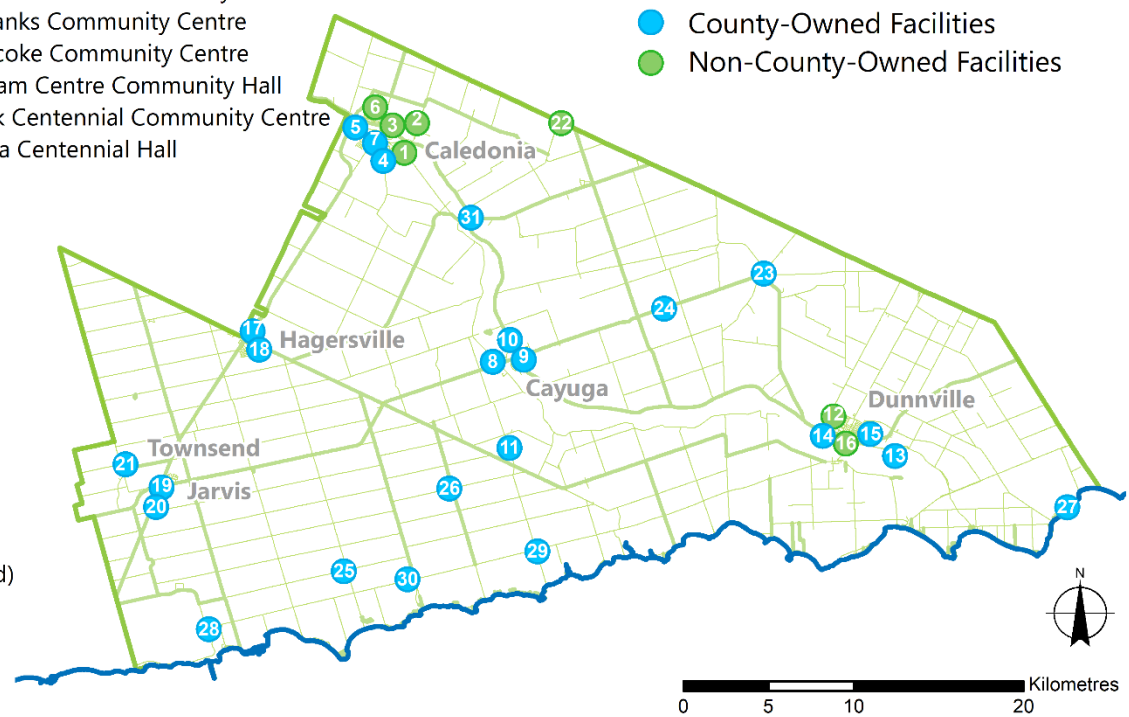 anks Community Centre
coke Community Centre
am Centre Community Hall
k Centennial Community Centre
a Centennial Hall
d)
County-Owned Facilities
Non-County-Owned Facilities
6
3
2
5
7
1
4
Caledonia
22
31
23
24
17
18
Hagersville
10
8
9
Cayuga
Dunnville
12
14
16
15
13
11
Townsend
21
19
Jarvis
20
26
27
29
25
30
28
N
Kilometres
0 5 10 20